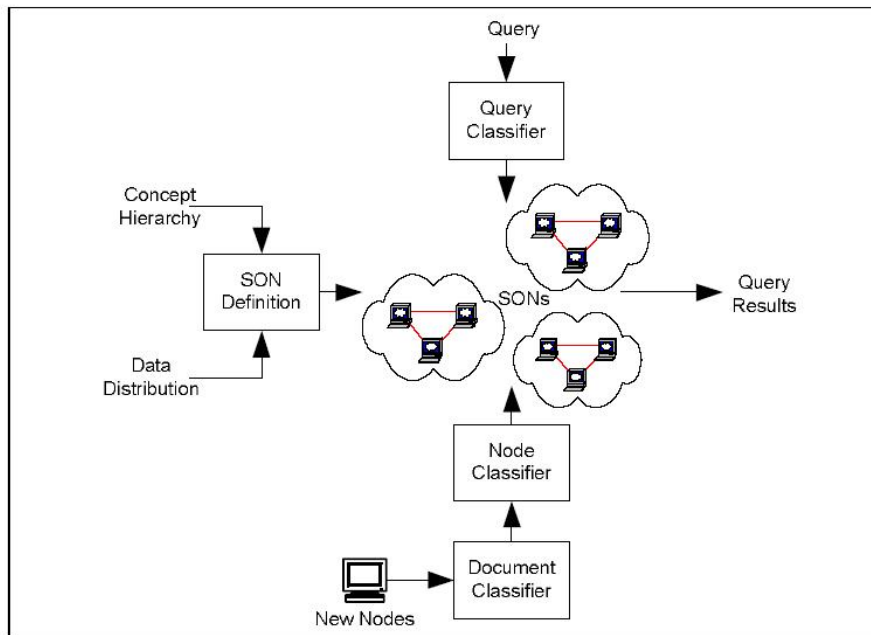 Query
Query
Classifier
Concept
Hierarchy
SON
Definition
SONs
Query
Results
Data
Distribution
Node
Classifier
Document
Classifier
New Nodes